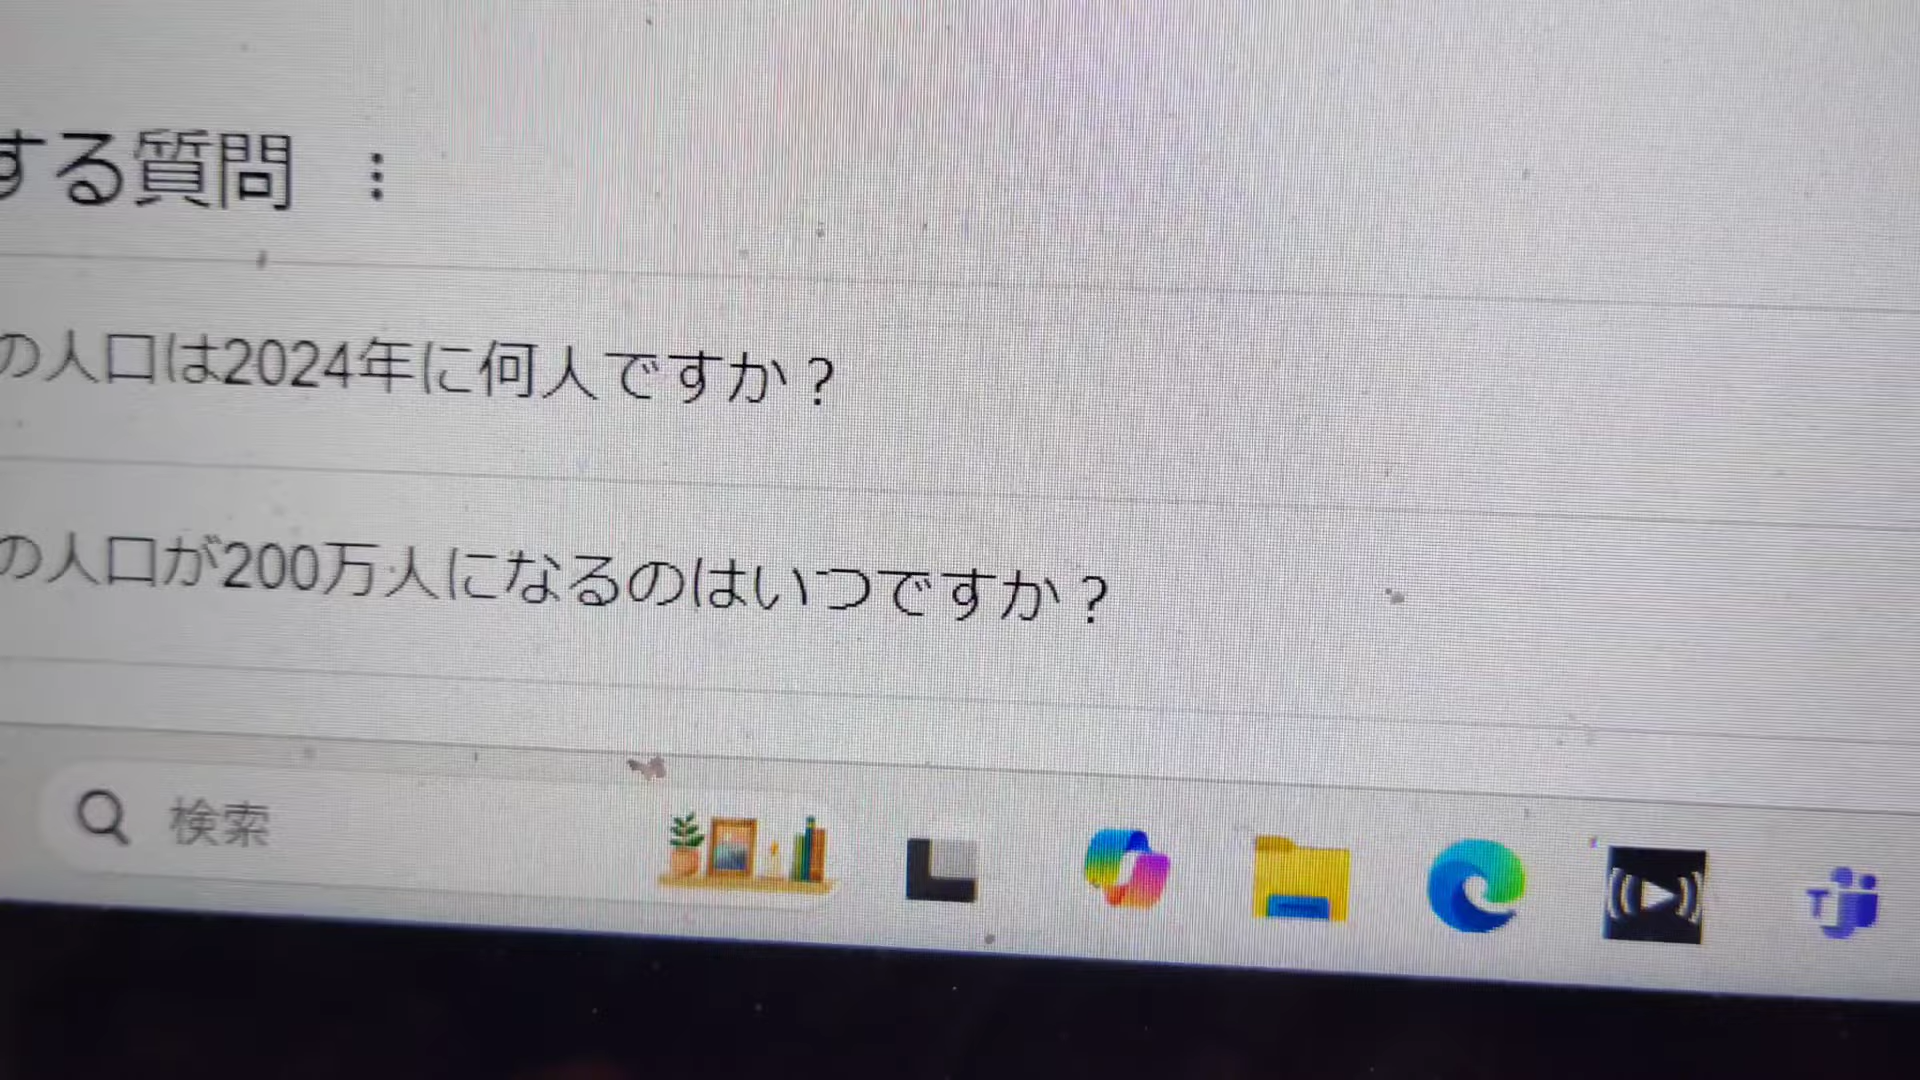 する質問
の人口は2024年に何人ですか？
の人口が200万人になるのはいつですか？
検索
T